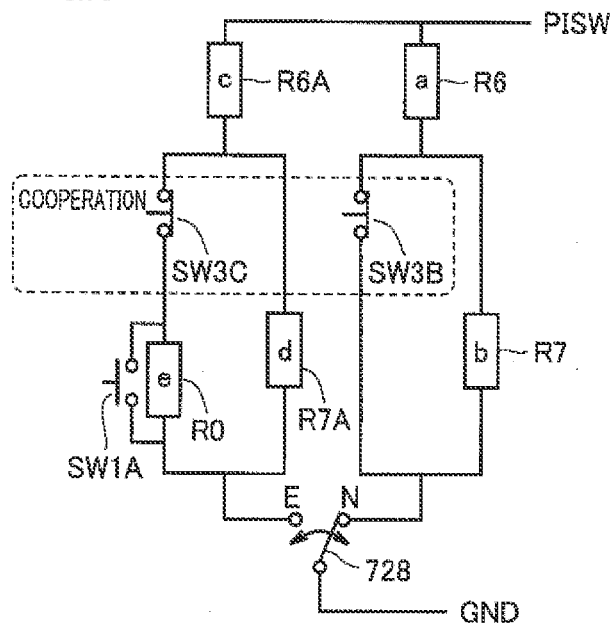 PISW
c R6A a R6
COOPERATION
SW3C SW3B
e d b R7
R0 R7A
SW1A
E N
728
GND